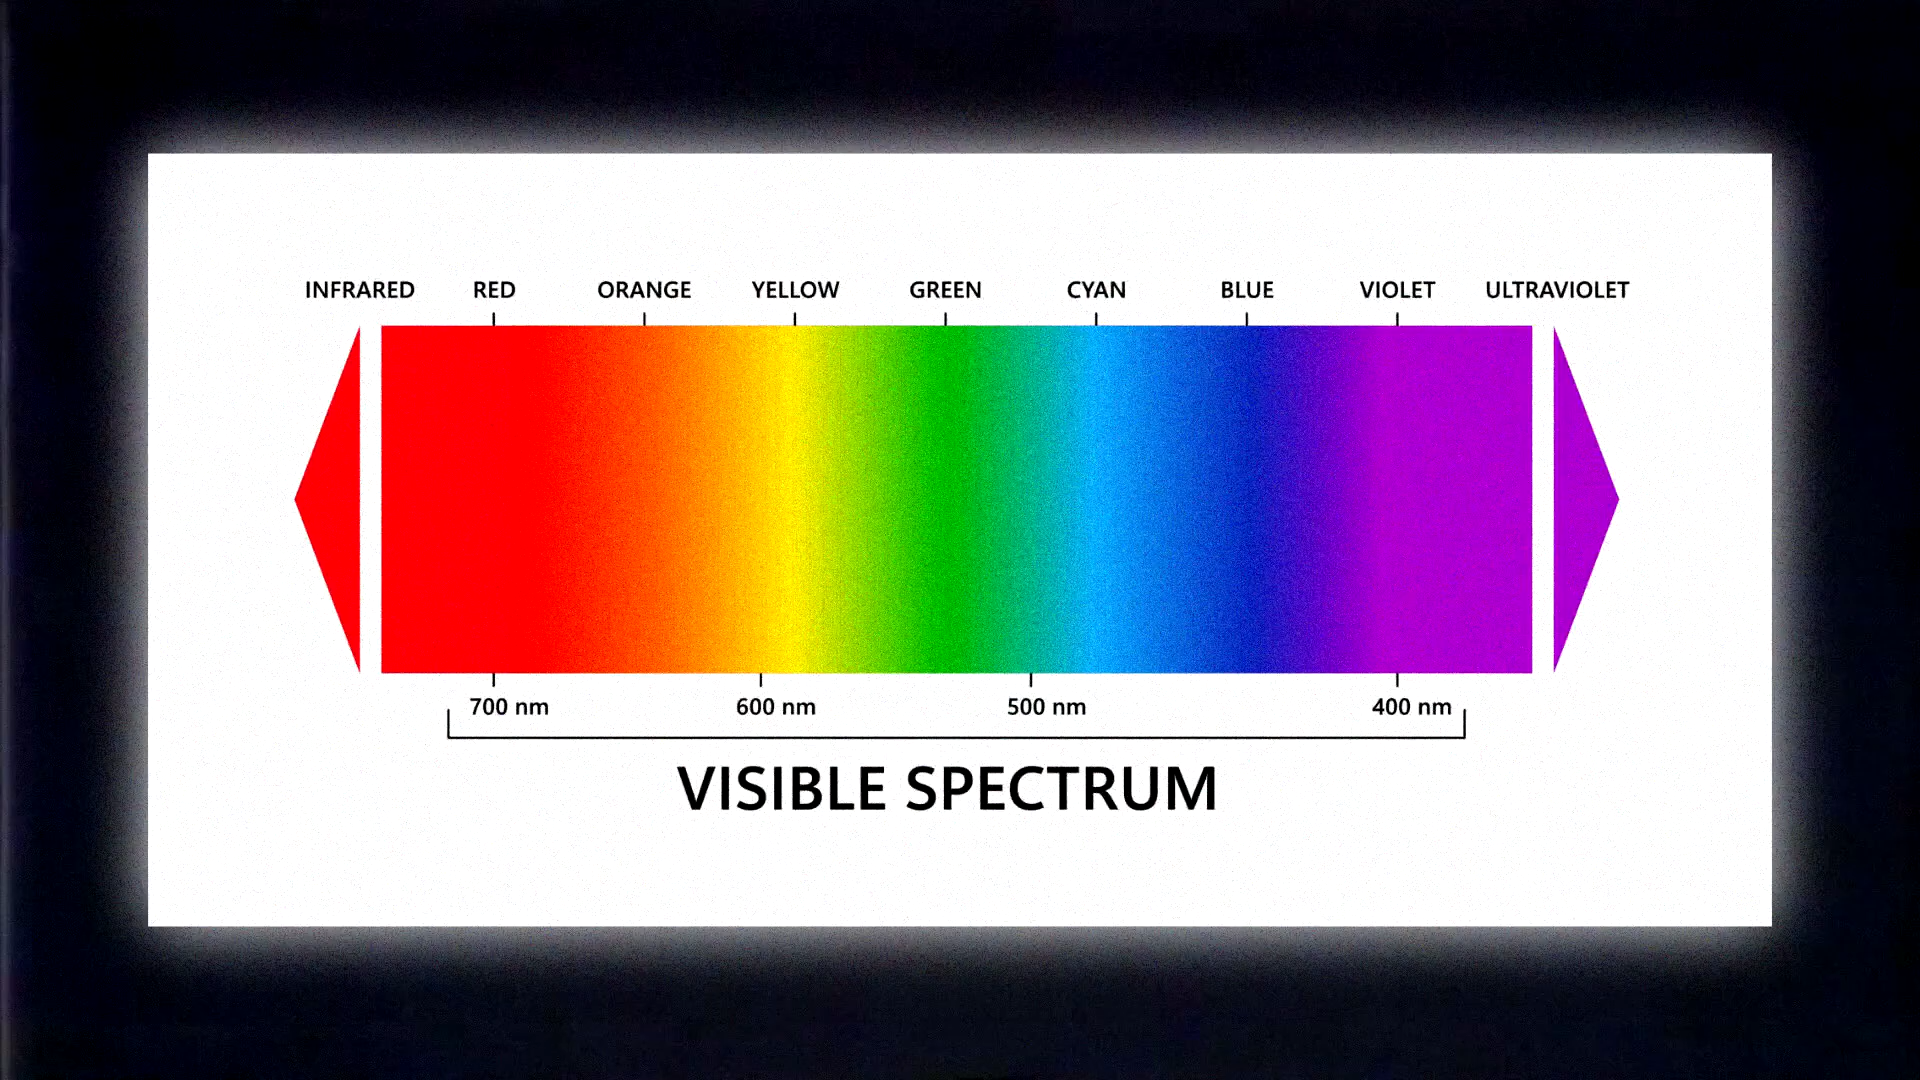 INFRARED RED ORANGE YELLOW GREEN CYAN BLUE VIOLET ULTRAVIOLET
700 nm 600 nm 500 nm 400 nm
VISIBLE SPECTRUM